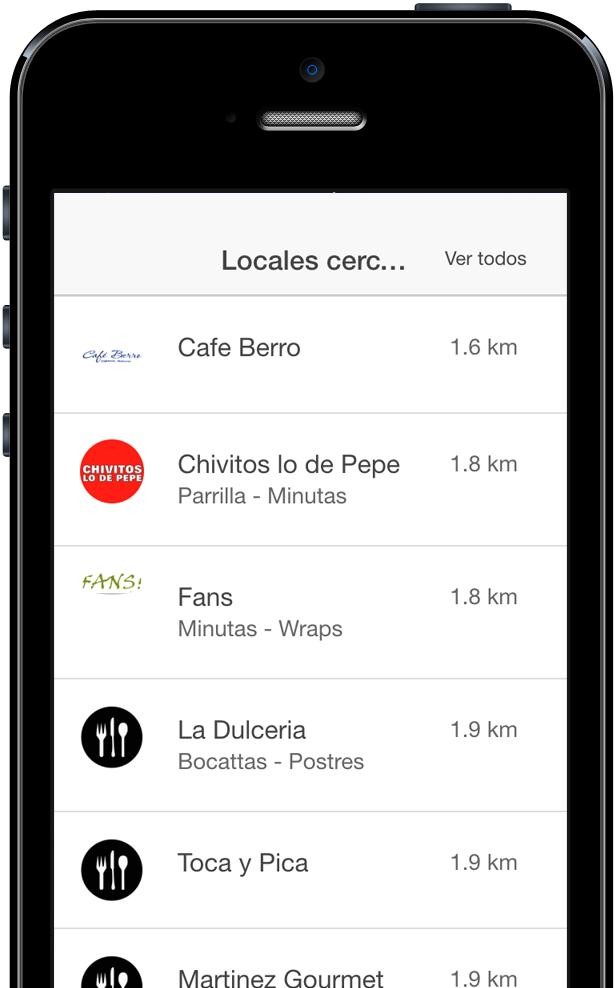 Locales cerc...
Ver todos
Café Berro
Cafe Berro
1.6 km
CHIVITOS
LO DE PEPE
Chivitos lo de Pepe
1.8 km
Parrilla - Minutas
FANS!
Fans
1.8 km
Minutas - Wraps
La Dulceria
1.9 km
Bocattas - Postres
Toca y Pica
1.9 km
Martinez Gourmet
1.9 km